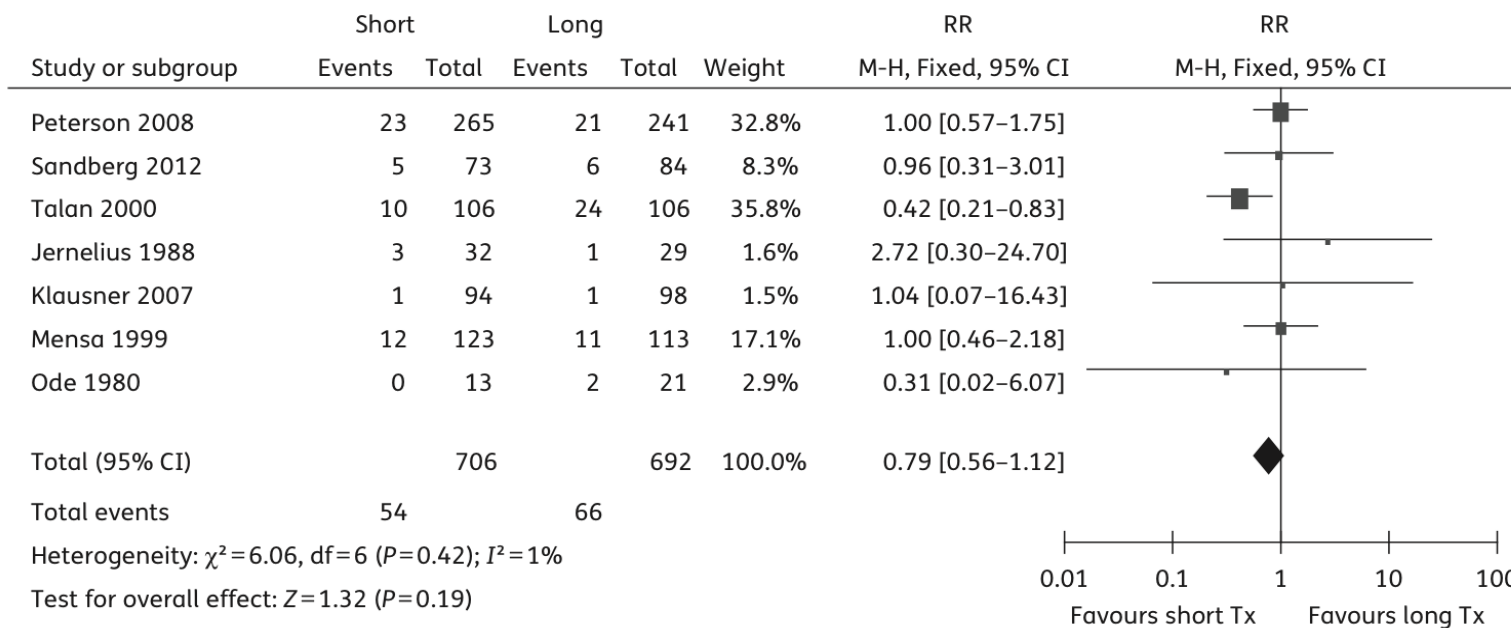 Short Long RR RR
Study or subgroup Events Total Events Total Weight M-H, Fixed, 95% CI M-H, Fixed, 95% CI
Peterson 2008 23 265 21 241 32.8% 1.00 [0.57–1.75]
Sandberg 2012 5 73 6 84 8.3% 0.96 [0.31–3.01]
Talan 2000 10 106 24 106 35.8% 0.42 [0.21–0.83]
Jernelius 1988 3 32 1 29 1.6% 2.72 [0.30–24.70]
Klausner 2007 1 94 1 98 1.5% 1.04 [0.07–16.43]
Mensa 1999 12 123 11 113 17.1% 1.00 [0.46–2.18]
Ode 1980 0 13 2 21 2.9% 0.31 [0.02–6.07]
Total (95% CI) 706 692 100.0% 0.79 [0.56–1.12]
Total events 54 66
Heterogeneity: χ²=6.06, df=6 (P=0.42); I²=1%
Test for overall effect: Z=1.32 (P=0.19)
0.01 0.1 1 10 100
Favours short Tx Favours long Tx